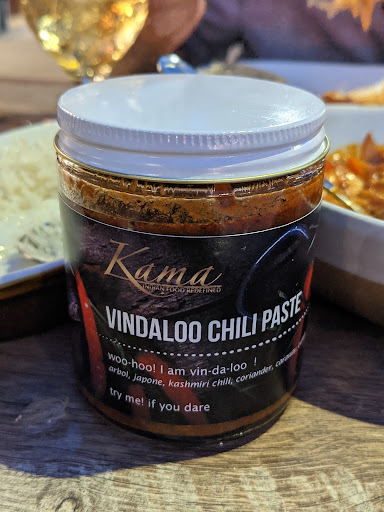 Kama
INDIAN FOOD REDEFINED
VINDALOO CHILI PASTE
woo-hoo! I am vin-da-loo !
arbol, japone, kashmiri chili, coriander,
try me! if you dare